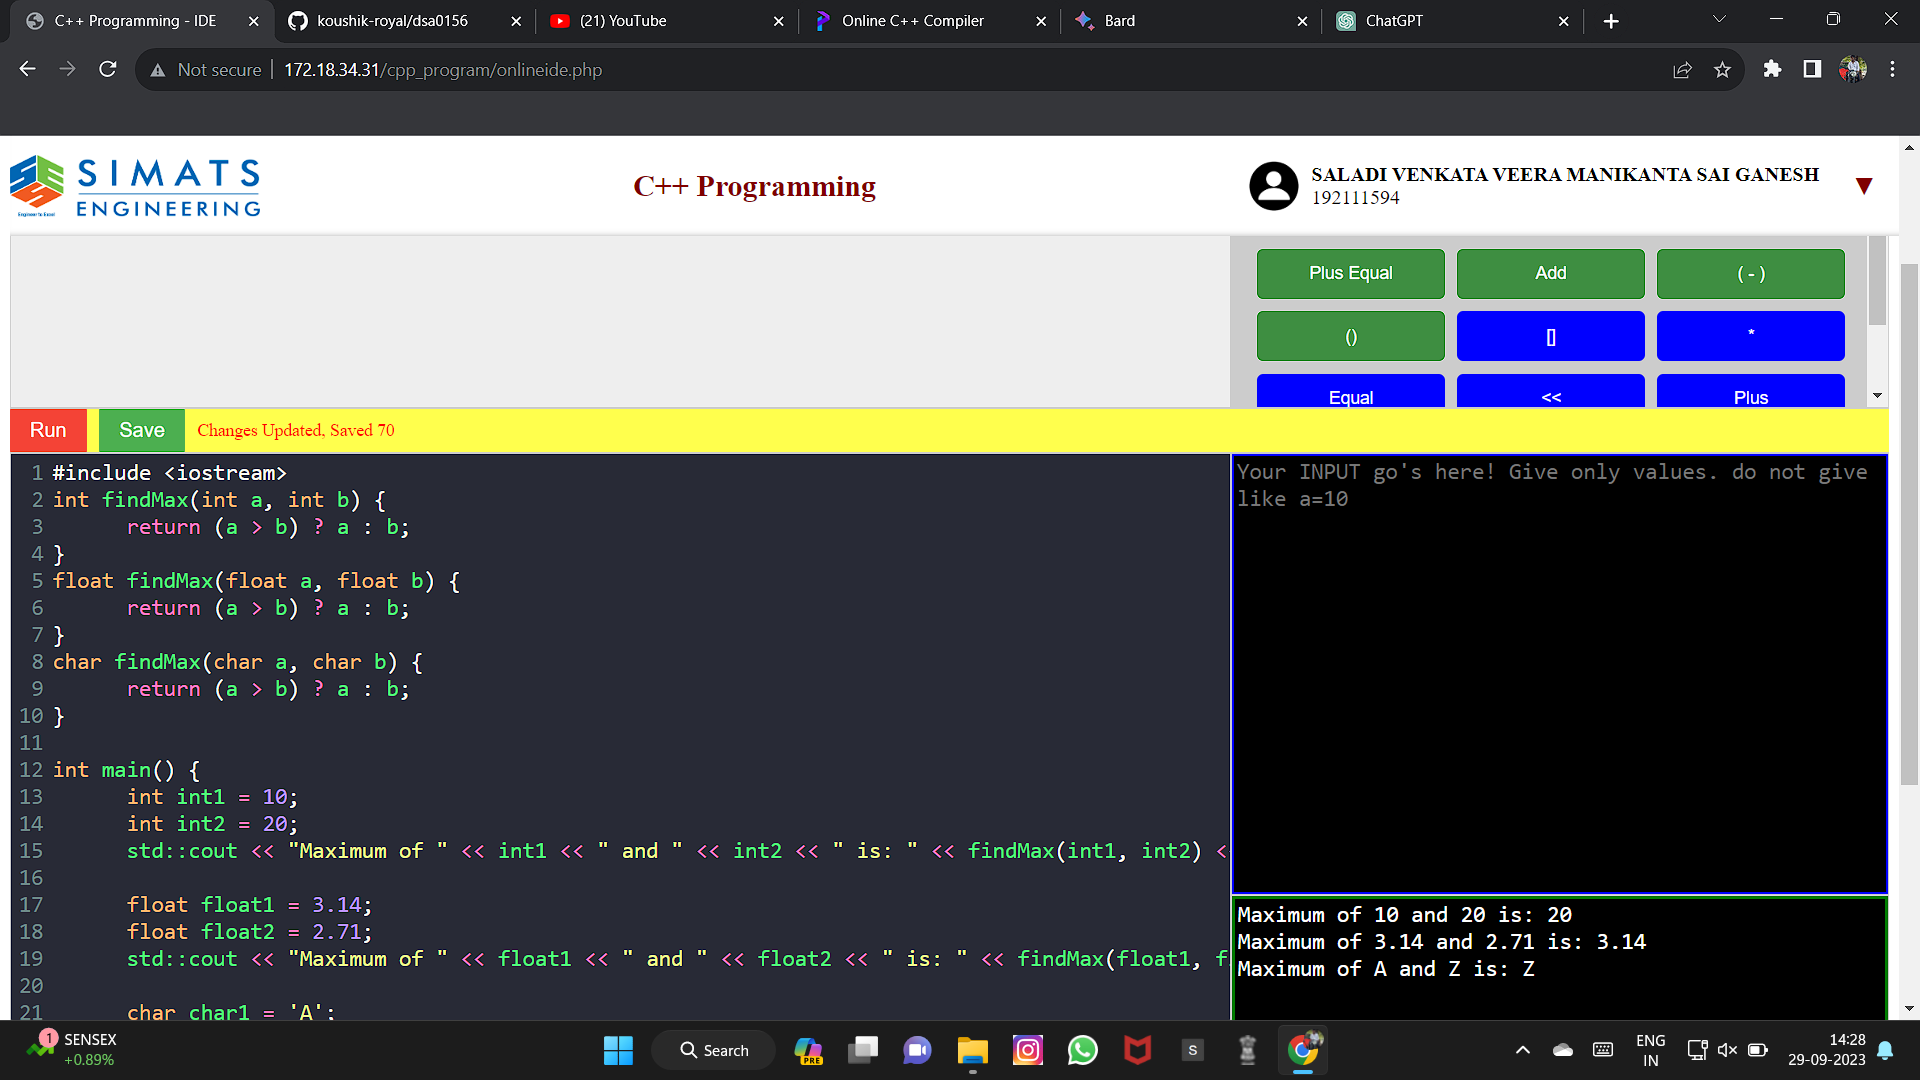 C++ Programming - IDE
koushik-royal/dsa0156
(21) YouTube
Online C++ Compiler
Bard
ChatGPT
Not secure
172.18.34.31/cpp_program/onlineide.php
SIMATS
ENGINEERING
Engineer to Excel
C++ Programming
SALADI VENKATA VEERA MANIKANTA SAI GANESH
192111594
Plus Equal
Add
( - )
()
[]
*
Equal
<<
Plus
Run
Save
Changes Updated, Saved 70
1 #include <iostream>
2 int findMax(int a, int b) {
3 return (a > b) ? a : b;
4 }
5 float findMax(float a, float b) {
6 return (a > b) ? a : b;
7 }
8 char findMax(char a, char b) {
9 return (a > b) ? a : b;
10 }
11
12 int main() {
13 int int1 = 10;
14 int int2 = 20;
15 std::cout << "Maximum of " << int1 << " and " << int2 << " is: " << findMax(int1, int2) <
16
17 float float1 = 3.14;
18 float float2 = 2.71;
19 std::cout << "Maximum of " << float1 << " and " << float2 << " is: " << findMax(float1, f
20
21 char char1 = 'A';
Your INPUT go's here! Give only values. do not give
like a=10
Maximum of 10 and 20 is: 20
Maximum of 3.14 and 2.71 is: 3.14
Maximum of A and Z is: Z
1
SENSEX
+0.89%
Search
PRE
S
ENG
IN
14:28
29-09-2023